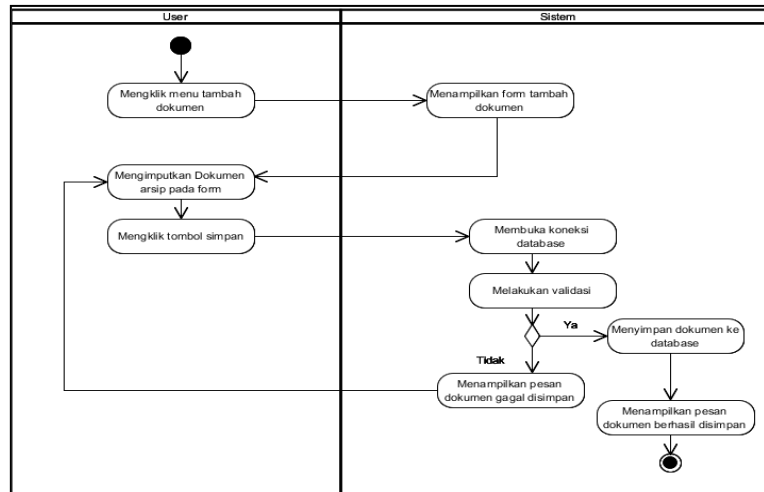 User
Sistem
Mengklik menu tambah
dokumen
Menampilkan form tambah
dokumen
Mengimputkan Dokumen
arsip pada form
Mengklik tombol simpan
Membuka koneksi
database
Melakukan validasi
Ya
Menyimpan dokumen ke
database
Tidak
Menampilkan pesan
dokumen gagal disimpan
Menampilkan pesan
dokumen berhasil disimpan